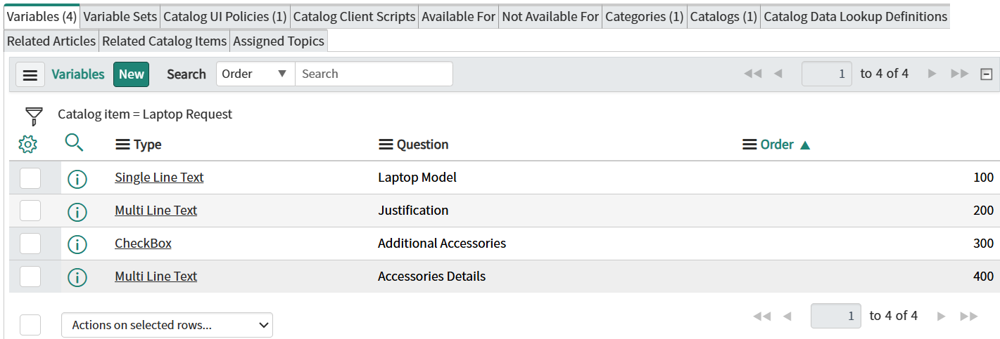 Variables (4) Variable Sets Catalog UI Policies (1) Catalog Client Scripts Available For Not Available For Categories (1) Catalogs (1) Catalog Data Lookup Definitions
Related Articles Related Catalog Items Assigned Topics
Variables New Search Order Search 1 to 4 of 4
Catalog item = Laptop Request
Type Question Order
Single Line Text Laptop Model 100
Multi Line Text Justification 200
CheckBox Additional Accessories 300
Multi Line Text Accessories Details 400
Actions on selected rows... 1 to 4 of 4